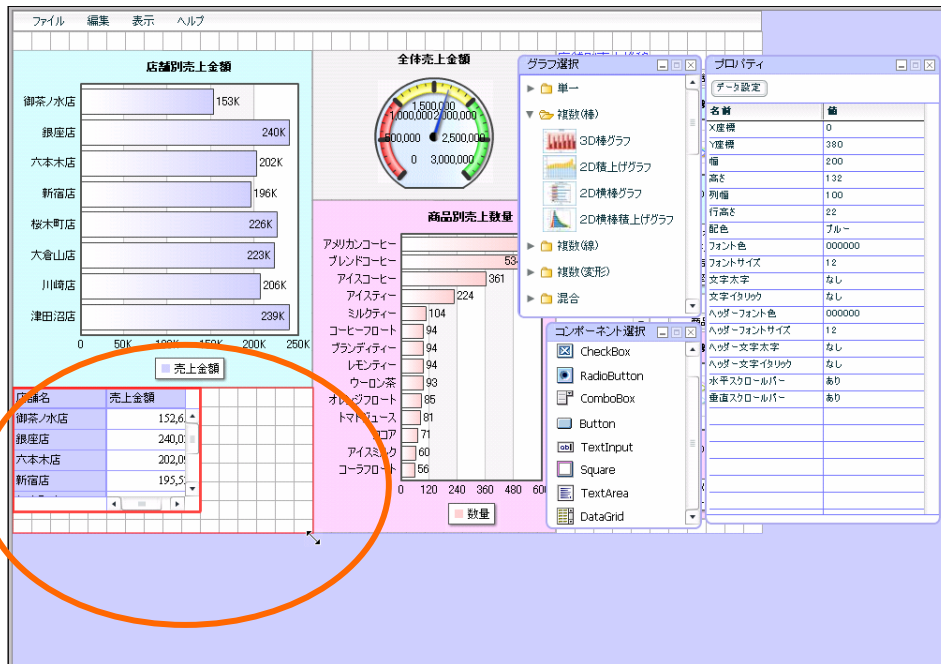 ファイル 編集 表示 ヘルプ
店舗別売上金額
御茶ノ水店 153K
銀座店 240K
六本木店 202K
新宿店 196K
桜木町店 226K
大倉山店 223K
川崎店 206K
津田沼店 239K
0 50K 100K 150K 200K 250K
売上金額
店舗名 売上金額
御茶ノ水店 152,6
銀座店 240,0
六本木店 202,0
新宿店 195,5
全体売上金額
1,500,000
1,000,000 2,000,000
500,000 2,500,000
0 3,000,000
商品別売上数量
アメリカンコーヒー
ブレンドコーヒー 534
アイスコーヒー 361
アイスティー 224
ミルクティー 104
コーヒーフロート 94
ブランディティー 94
レモンティー 94
ウーロン茶 93
オレンジフロート 85
トマトジュース 81
ココア 71
アイスミルク 60
コーラフロート 56
0 120 240 360 480 60
数量
グラフ選択
単一
複数(棒)
3D棒グラフ
2D積上げグラフ
2D横棒グラフ
2D横棒積上げグラフ
複数(線)
複数(変形)
混合
コンポーネント選択
CheckBox
RadioButton
ComboBox
Button
TextInput
Square
TextArea
DataGrid
プロパティ
データ設定
名前 値
X座標 0
Y座標 380
幅 200
高さ 132
列幅 100
行高さ 22
配色 ブルー
フォント色 000000
フォントサイズ 12
文字太字 なし
文字イタリック なし
ヘッダーフォント色 000000
ヘッダーフォントサイズ 12
ヘッダー文字太字 なし
ヘッダー文字イタリック なし
水平スクロールバー あり
垂直スクロールバー あり